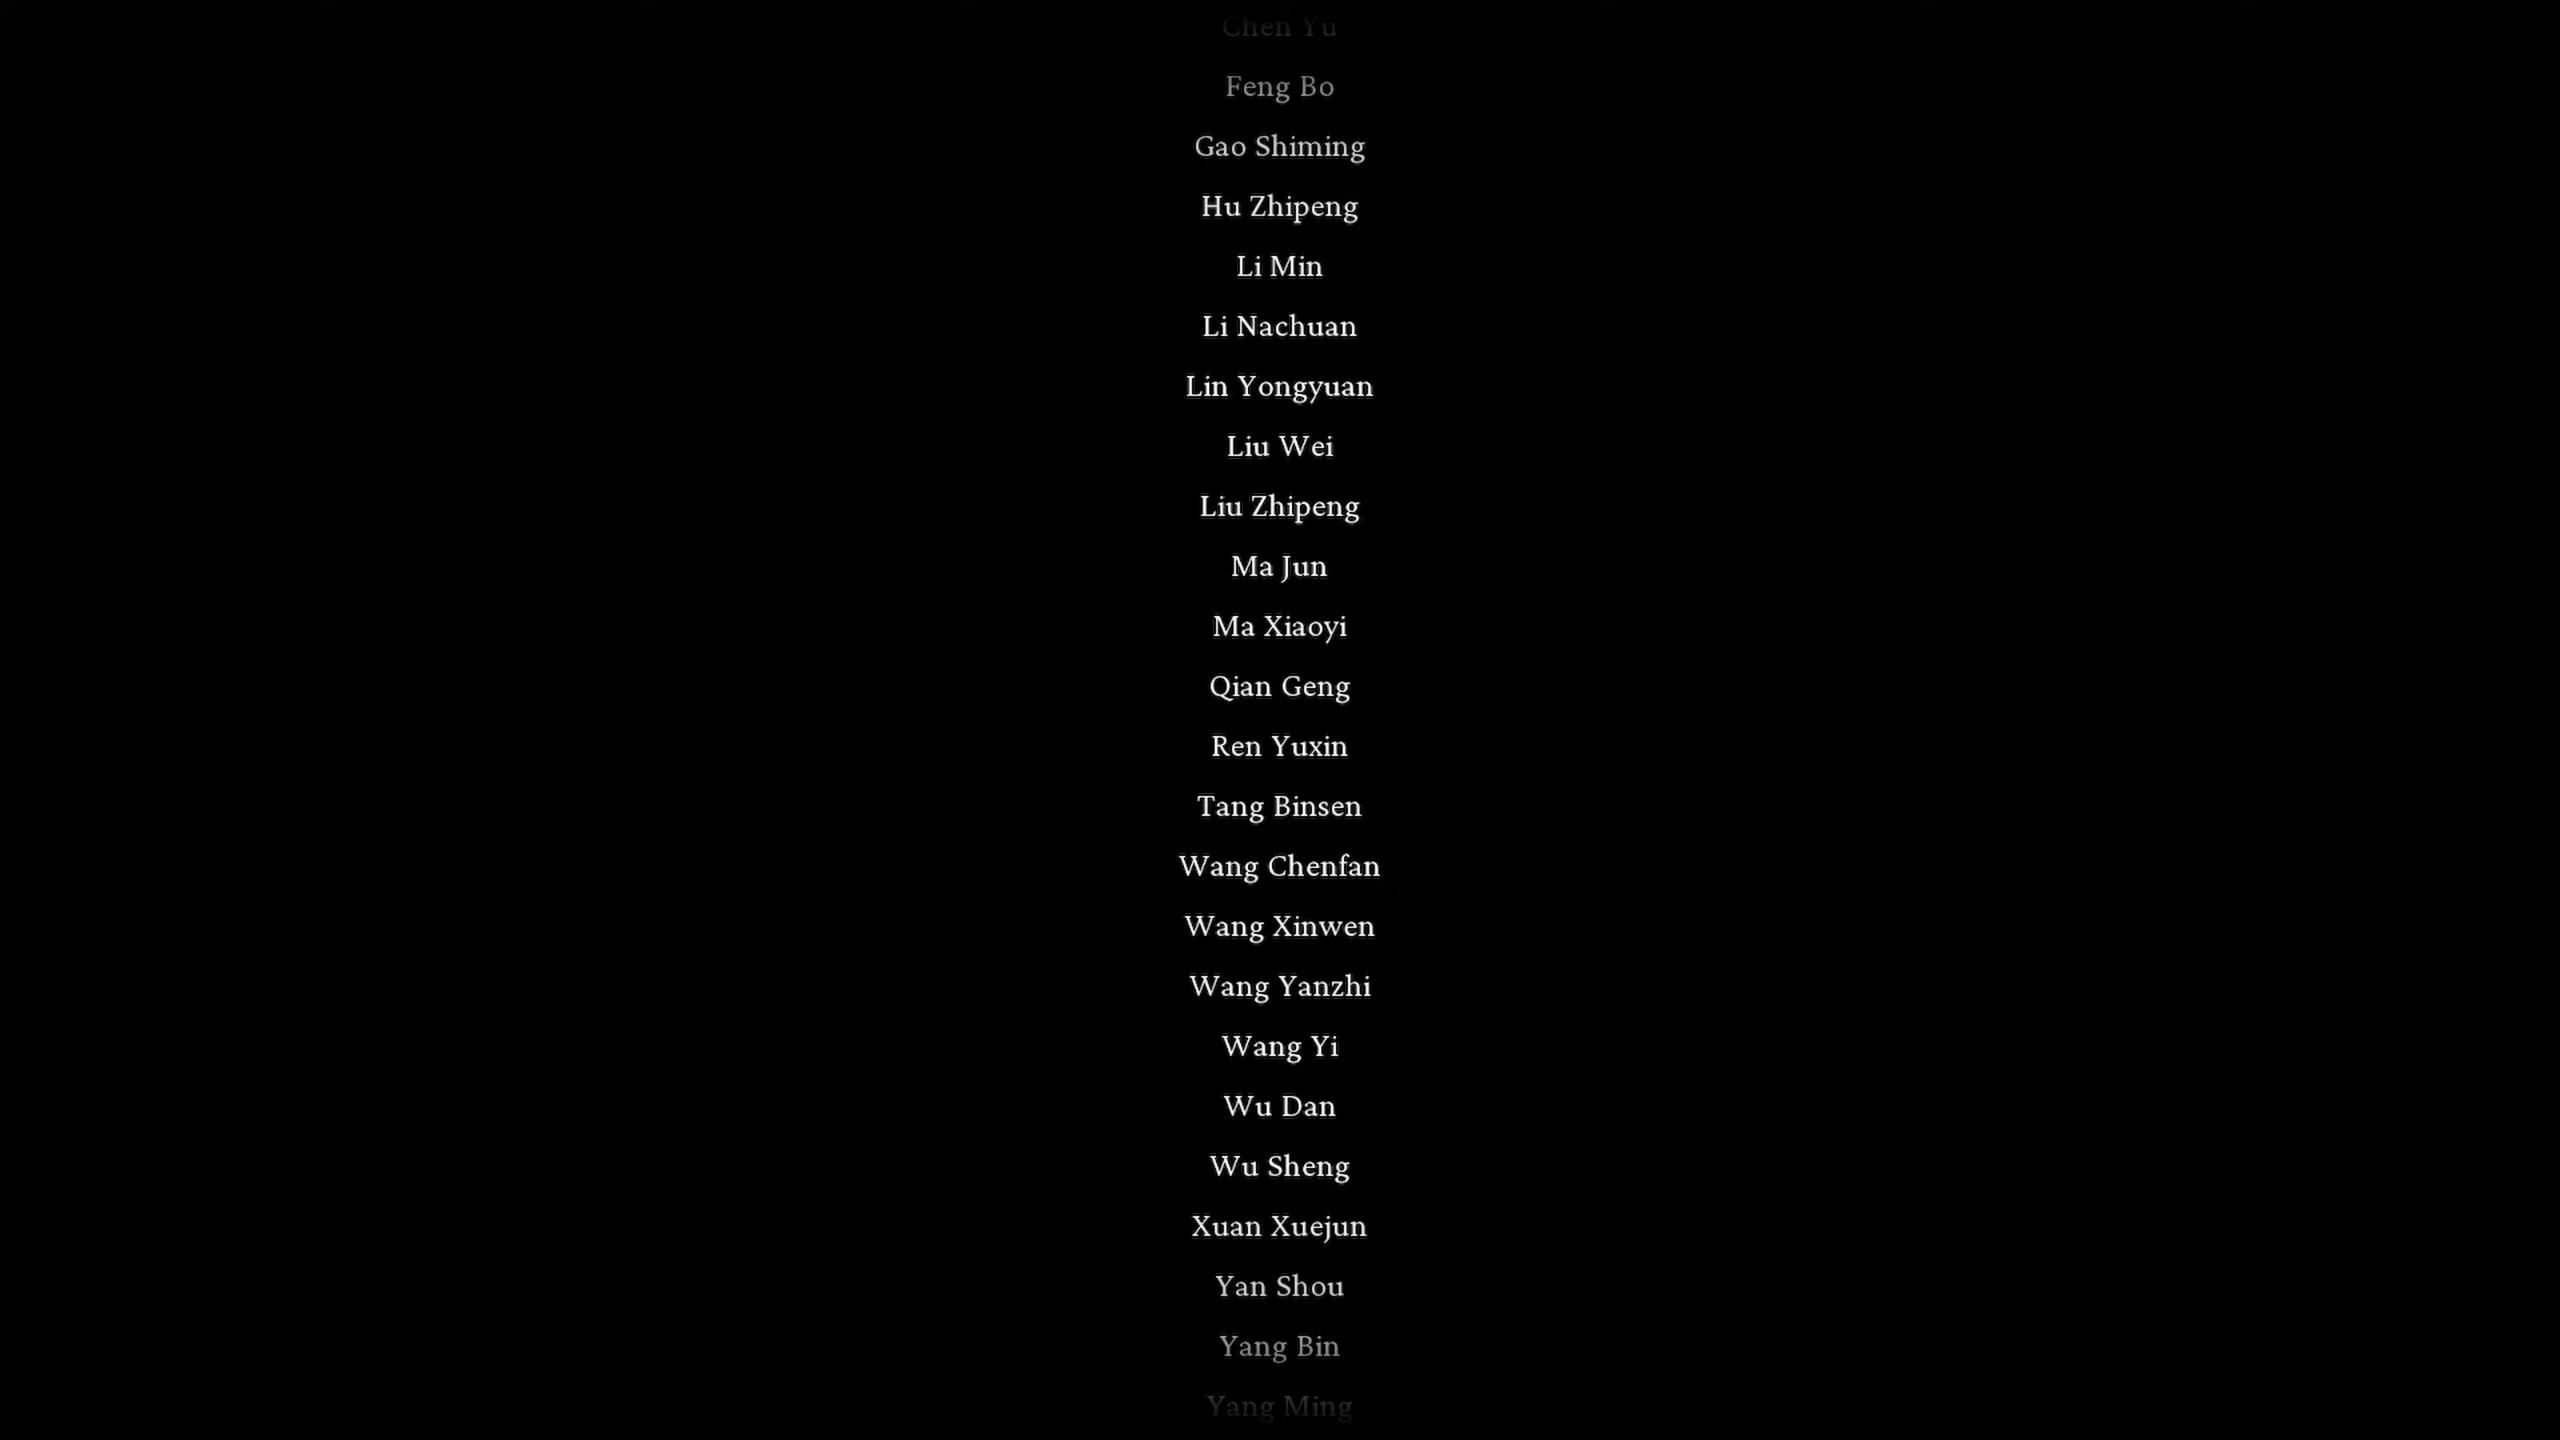 Chen Yu
Feng Bo
Gao Shiming
Hu Zhipeng
Li Min
Li Nachuan
Lin Yongyuan
Liu Wei
Liu Zhipeng
Ma Jun
Ma Xiaoyi
Qian Geng
Ren Yuxin
Tang Binsen
Wang Chenfan
Wang Xinwen
Wang Yanzhi
Wang Yi
Wu Dan
Wu Sheng
Xuan Xuejun
Yan Shou
Yang Bin
Yang Ming